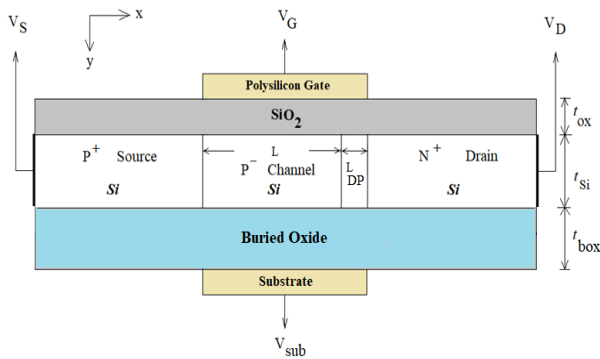 V_S
x
y
V_G
V_D
Polysilicon Gate
SiO_2
t_ox
P^+ Source
Si
L
P^- Channel
Si
L_DP
N^+ Drain
Si
t_Si
Buried Oxide
t_box
Substrate
V_sub